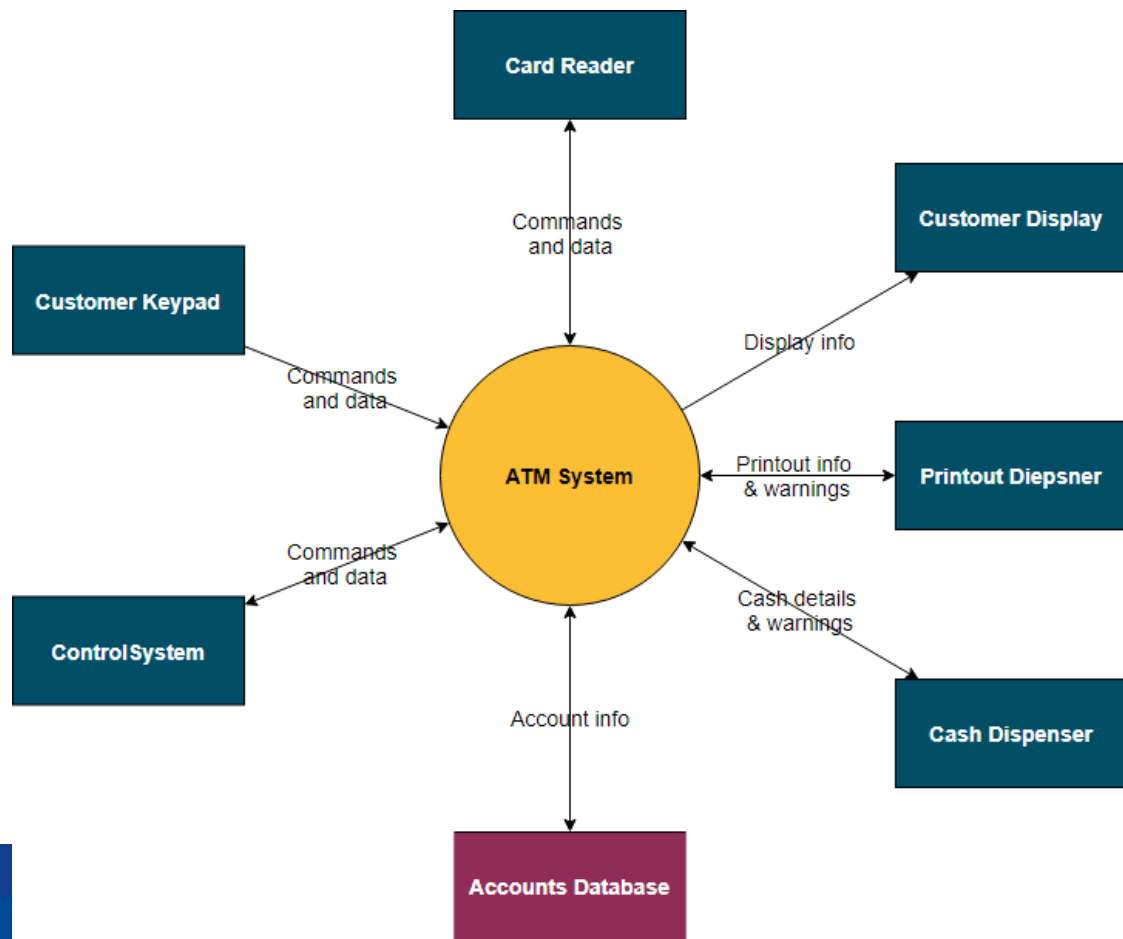 Card Reader
Commands
and data
Customer Display
Customer Keypad
Display info
Commands
and data
ATM System
Printout info
& warnings
Printout Diepsner
Commands
and data
ControlSystem
Cash details
& warnings
Account info
Cash Dispenser
Accounts Database